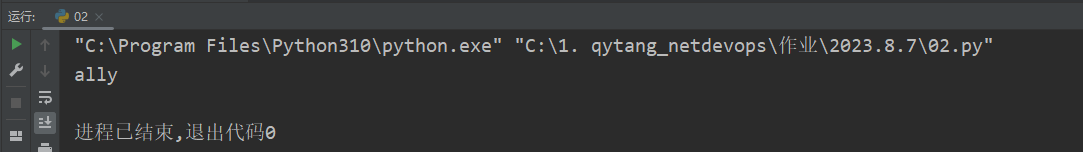 运行: 02
"C:\Program Files\Python310\python.exe" "C:\1. qytang_netdevops\作业\2023.8.7\02.py"
ally
进程已结束,退出代码0